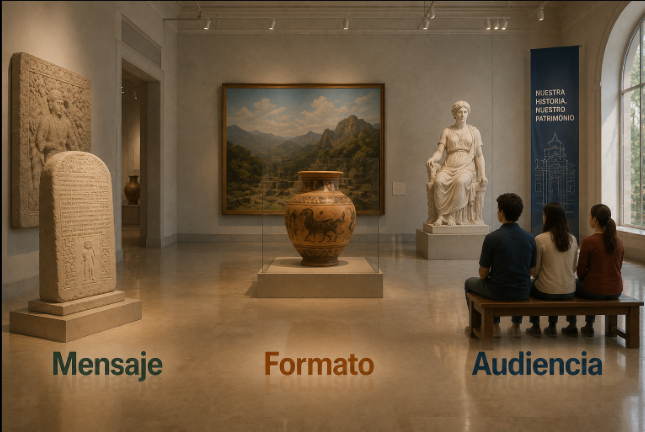 NUESTRA
HISTORIA,
NUESTRO
PATRIMONIO
Mensaje
Formato
Audiencia